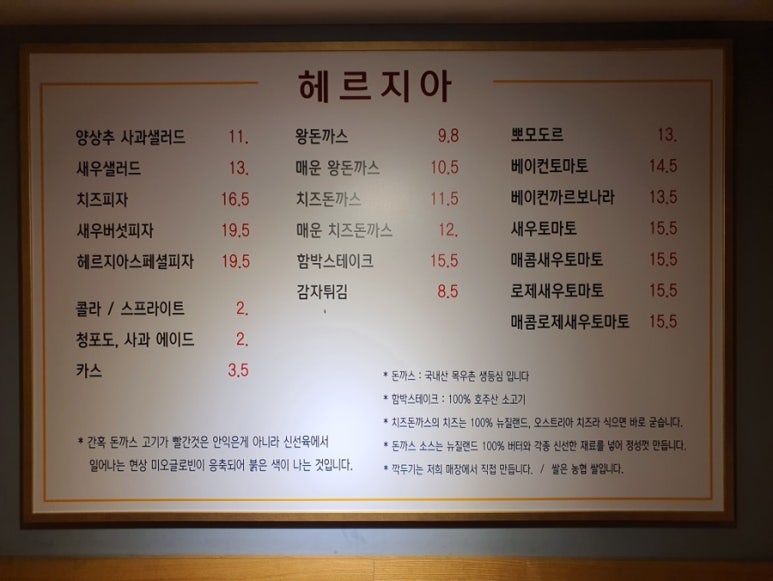 헤르지아
양상추 사과샐러드 11.
새우샐러드 13.
치즈피자 16.5
새우버섯피자 19.5
헤르지아스페셜피자 19.5
콜라 / 스프라이트 2.
청포도, 사과 에이드 2.
카스 3.5
왕돈까스 9.8
매운 왕돈까스 10.5
치즈돈까스 11.5
매운 치즈돈까스 12.
함박스테이크 15.5
감자튀김 8.5
뽀모도르 13.
베이컨토마토 14.5
베이컨까르보나라 13.5
새우토마토 15.5
매콤새우토마토 15.5
로제새우토마토 15.5
매콤로제새우토마토 15.5
* 돈까스 : 국내산 목우촌 생등심 입니다
* 함박스테이크 : 100% 호주산 소고기
* 치즈돈까스의 치즈는 100% 뉴질랜드, 오스트리아 치즈라 식으면 바로 굳습니다.
* 돈까스 소스는 뉴질랜드 100% 버터와 각종 신선한 재료를 넣어 정성껏 만듭니다.
* 깍두기는 저희 매장에서 직접 만듭니다. / 쌀은 농협 쌀입니다.
* 간혹 돈까스 고기가 빨간것은 안익은게 아니라 신선육에서
일어나는 현상 미오글로빈이 응축되어 붉은 색이 나는 것입니다.